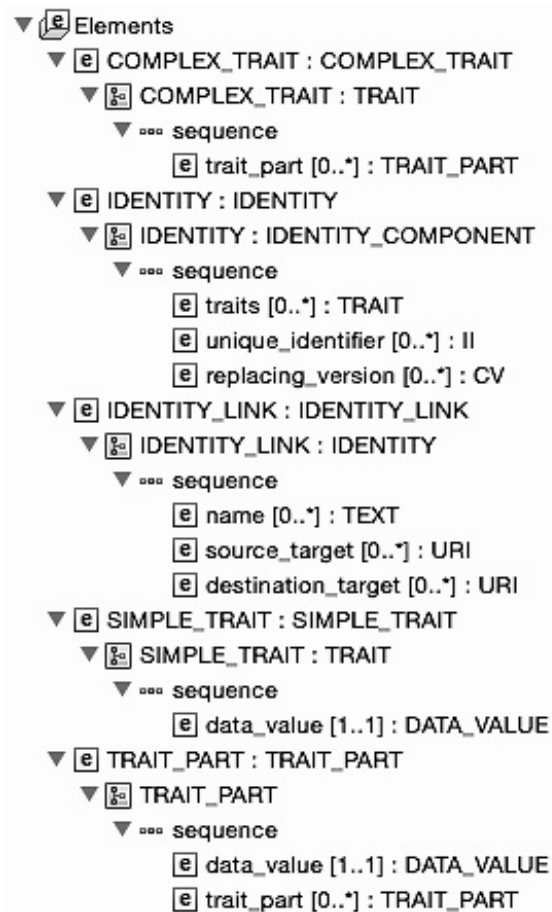 Elements
COMPLEX_TRAIT : COMPLEX_TRAIT
COMPLEX_TRAIT : TRAIT
sequence
e trait_part [0..*] : TRAIT_PART
e IDENTITY : IDENTITY
IDENTITY : IDENTITY_COMPONENT
sequence
e traits [0..*] : TRAIT
e unique_identifier [0..*] : II
e replacing_version [0..*] : CV
e IDENTITY_LINK : IDENTITY_LINK
IDENTITY_LINK : IDENTITY
sequence
e name [0..*] : TEXT
e source_target [0..*] : URI
e destination_target [0..*] : URI
e SIMPLE_TRAIT : SIMPLE_TRAIT
SIMPLE_TRAIT : TRAIT
sequence
e data_value [1..1] : DATA_VALUE
e TRAIT_PART : TRAIT_PART
TRAIT_PART
sequence
e data_value [1..1] : DATA_VALUE
e trait_part [0..*] : TRAIT_PART